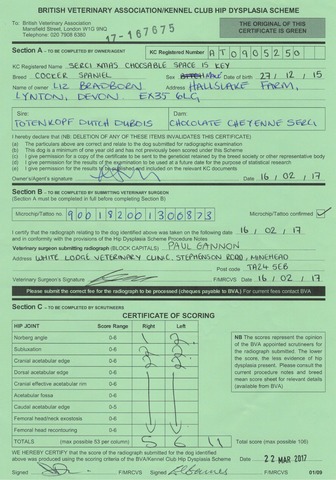 BRITISH VETERINARY ASSOCIATION/KENNEL CLUB HIP DYSPLASIA SCHEME
TO: British Veterinary Association
Mansfield Street, London W1G 9NQ
Telephone 020 7908 6380
17-167675
THE ORIGINAL OF THIS CERTIFICATE IS GREEN
Section A - TO BE COMPLETED BY OWNER/AGENT
KC Registered Number AT09052501
KC Registered Name SERCI XMAS CHOOSABLE SPACE IS KEY
Breed COCKER SPANIEL Sex Date of birth 27/12/15
Name of owner LIZ BRADBORN Address HALLSLAKE FARM,
LYNTON, DEVON. EX35 6LG
Sire: Dam:
TOTENKOPF DUTCH DUBOIS CHOCOLATE CHEYENNE SERCI
I hereby declare that (NB: DELETION OF ANY OF THESE ITEMS INVALIDATES THIS CERTIFICATE)
(a) The particulars above are correct and relate to the dog submitted for radiography
(b) This dog is a minimum of one year old and has not previously been scored under this Scheme
(c) I give permission for a copy of the certificate to be sent to the geneticist retained by the breed society or other representative body
(d) I give permission for the results of the examination to be used at a future date for the purpose of statistical research
(e) I give permission for the results to be published and included on the relevant KC documents
Owner's/Agent's signature Date 16/02/17
Section B - TO BE COMPLETED BY SUBMITTING VETERINARY SURGEON
(Section A must be completed in full before completing Section B)
Microchip/Tattoo No. 900182001300873 Microchip/Tattoo confirmed
I certify that the radiograph relating to the dog identified above was taken on the following date 16/02/17
and in conformity with the provisions of the Hip Dysplasia Scheme Procedure Notes
Veterinary surgeon submitting radiograph (BLOCK CAPITALS) PAUL GANNON
Address WHITE LODGE VETERINARY CLINIC, STEPHENSON ROAD, MINEHEAD
Post code TA24 5EB
Veterinary Surgeon's Signature F/MRCVS Date 16/02/17
Please submit the correct fee for the radiograph to be processed (cheques payable to BVA) For current fees contact BVA
Section C - TO BE COMPLETED BY SCRUTINEERS
CERTIFICATE OF SCORING
HIP JOINT Score Range Right Left
Norberg angle 0-6 1 2
Subluxation 0-6 2 2
Cranial acetabular edge 0-6 2 2
Dorsal acetabular edge 0-6
Cranial effective acetabular rim 0-6
Acetabular fossa 0-6
Caudal acetabular edge 0-5
Femoral head/neck exostosis 0-6
Femoral head recontouring 0-6
TOTALS (max possible 53 per column) 5 6 11 Total score (max possible 106)
NB The scores represent the opinion of the BVA appointed scrutineers for the radiograph submitted. The lower the score, the less evidence of hip dysplasia present. Please consult the current procedure notes and breed mean score sheet for relevant details (available from BVA)
WE HEREBY CERTIFY that the score of the radiograph submitted for the dog identified above was produced using the scoring criteria of the BVA/Kennel Club Hip Dysplasia Scheme
Date 22 MAR 2017
Signed F/MRCVS Signed F/MRCVS 01/09